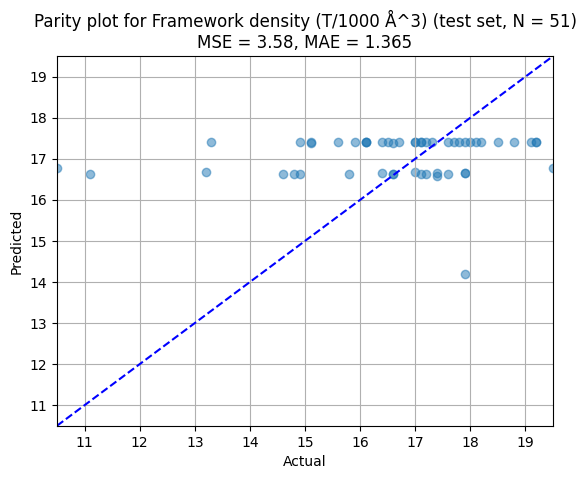 Parity plot for Framework density (T/1000 Å^3) (test set, N = 51)
MSE = 3.58, MAE = 1.365
19
18
17
16
15
14
13
12
11
Predicted
11 12 13 14 15 16 17 18 19
Actual